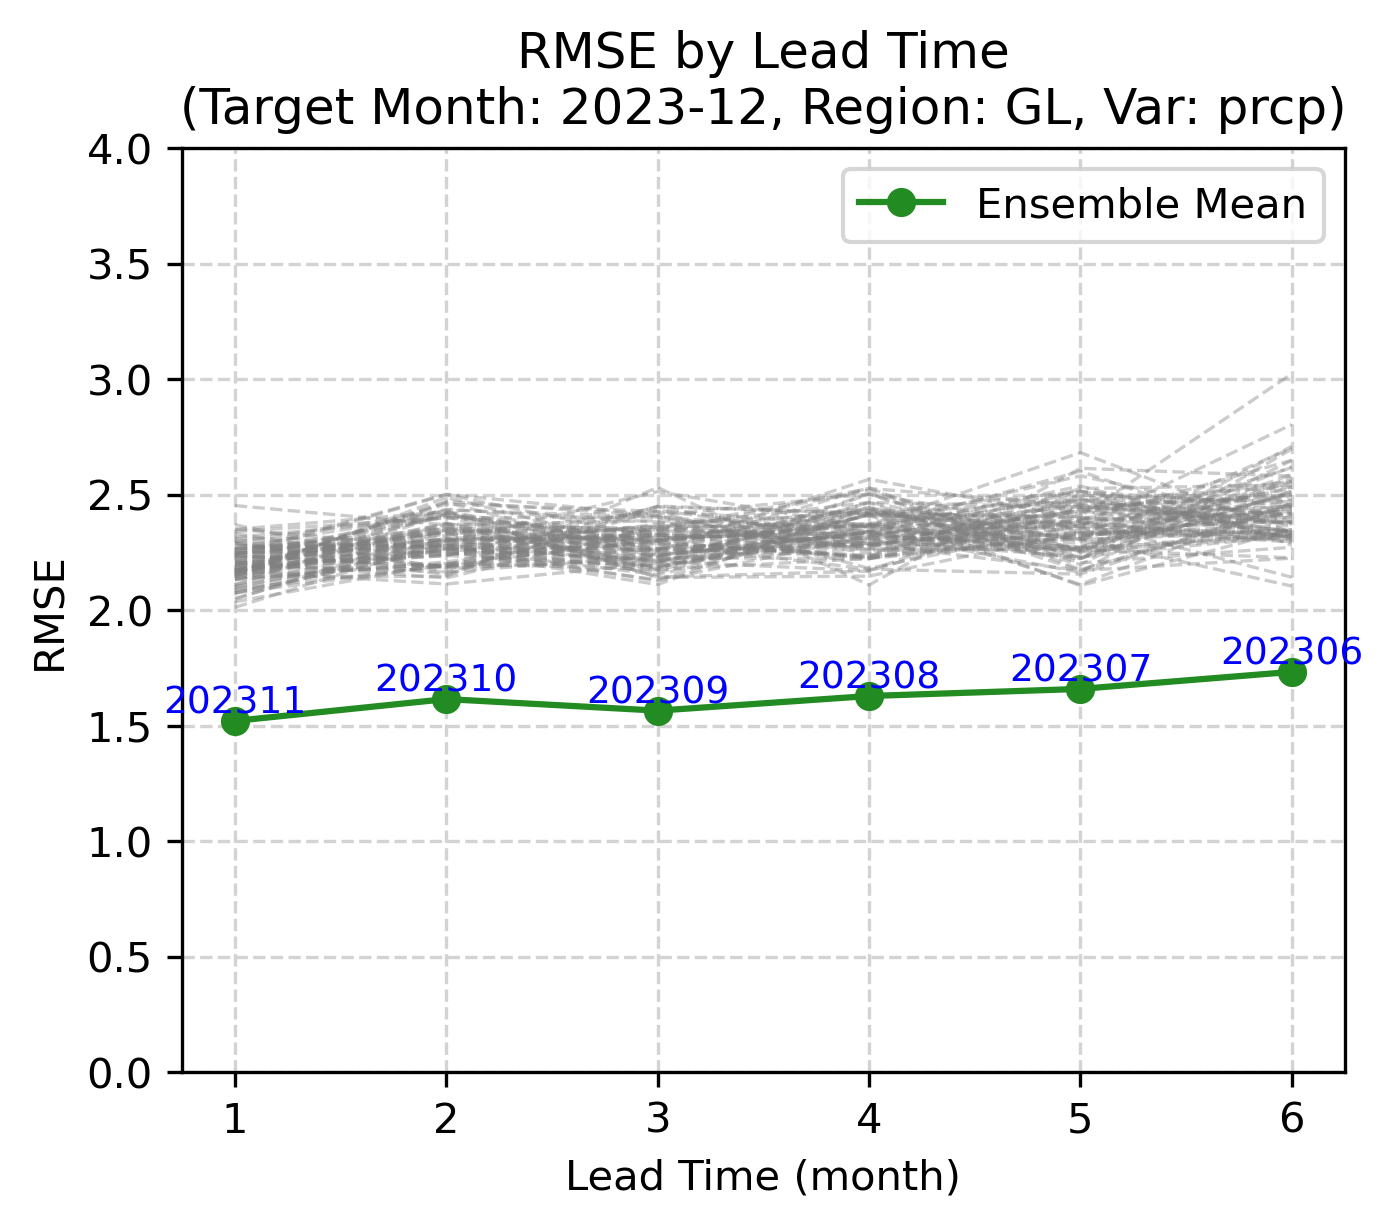 RMSE by Lead Time
(Target Month: 2023-12, Region: GL, Var: prcp)
4.0
3.5
3.0
2.5
2.0
1.5
1.0
0.5
0.0
RMSE
Ensemble Mean
202311
202310
202309
202308
202307
202306
1 2 3 4 5 6
Lead Time (month)